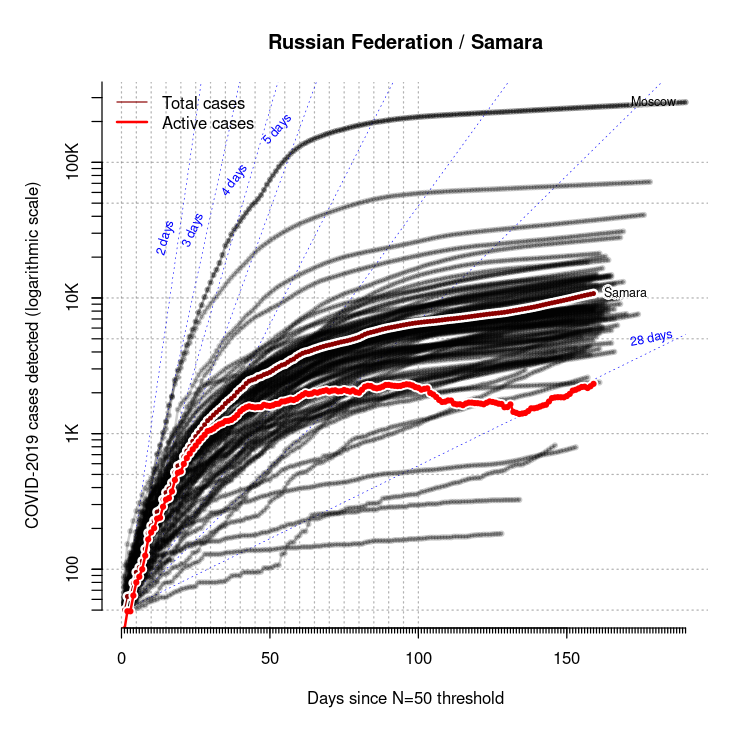 Russian Federation / Samara
Total cases
Active cases
Moscow
Samara
2 days
3 days
4 days
5 days
28 days
COVID-2019 cases detected (logarithmic scale)
100K
10K
1K
100
0 50 100 150
Days since N=50 threshold